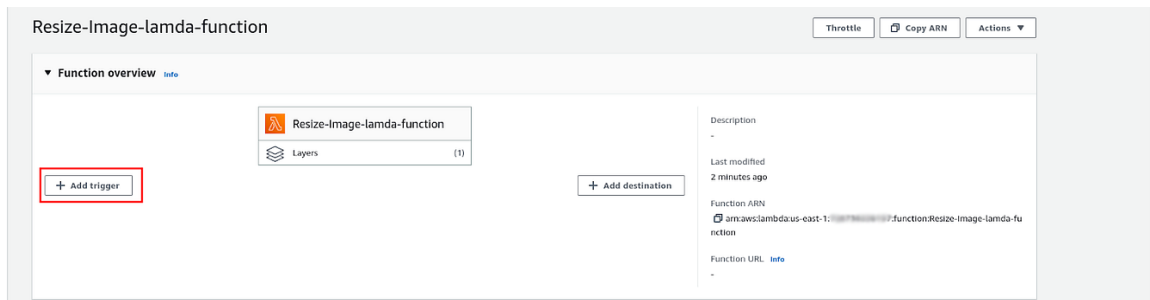 Resize-Image-lamda-function
Throttle
Copy ARN
Actions
Function overview Info
Resize-Image-lamda-function
Layers (1)
+ Add trigger
+ Add destination
Description
-
Last modified
2 minutes ago
Function ARN
arn:aws:lambda:us-east-1: :function:Resize-Image-lamda-fu
nction
Function URL Info
-